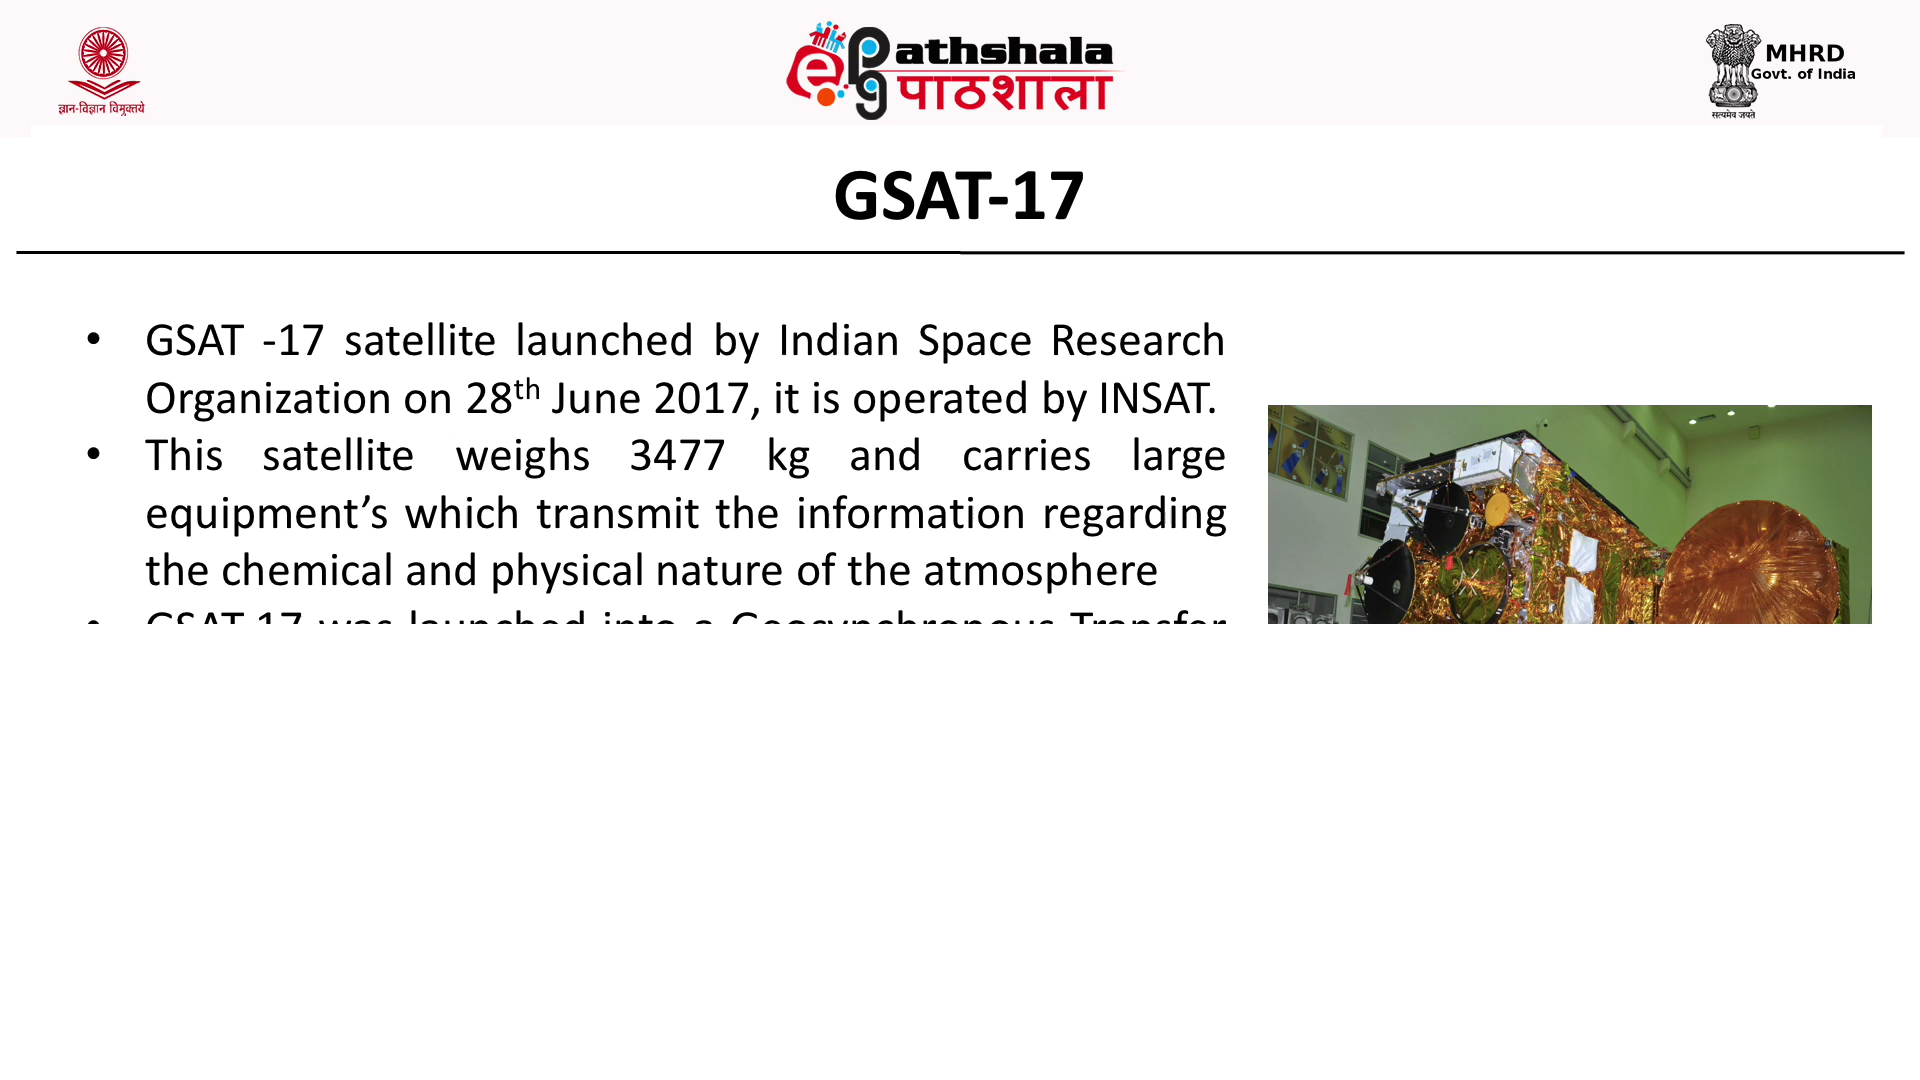 ज्ञान-विज्ञान विमुक्तये
ePGathshala
पाठशाला
MHRD
Govt. of India
सत्यमेव जयते
GSAT-17
• GSAT -17 satellite launched by Indian Space Research
Organization on 28th June 2017, it is operated by INSAT.
• This satellite weighs 3477 kg and carries large
equipment’s which transmit the information regarding
the chemical and physical nature of the atmosphere
• GSAT-17 was launched into a Geosynchronous Transfer